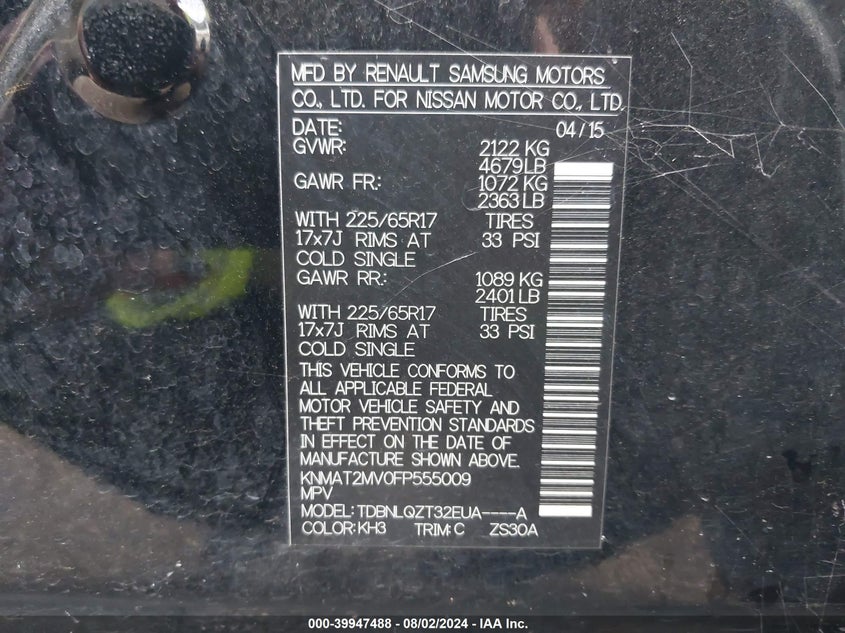 MFD BY RENAULT SAMSUNG MOTORS
CO., LTD. FOR NISSAN MOTOR CO., LTD.
DATE: 04/15
GVWR: 2122 KG
4679LB
GAWR FR.: 1072 KG
2363LB
WITH 225/65R17 TIRES
17x7J RIMS AT 33 PSI
COLD SINGLE
GAWR RR.: 1089 KG
2401LB
WITH 225/65R17 TIRES
17x7J RIMS AT 33 PSI
COLD SINGLE
THIS VEHICLE CONFORMS TO
ALL APPLICABLE FEDERAL
MOTOR VEHICLE SAFETY AND
THEFT PREVENTION STANDARDS
IN EFFECT ON THE DATE OF
MANUFACTURE SHOWN ABOVE.
KNMAT2MV0FP555009
MPV
MODEL: TDBNLQZT32EUA----A
COLOR: KH3 TRIM: C ZS30A
000-39947488 - 08/02/2024 - IAA Inc.